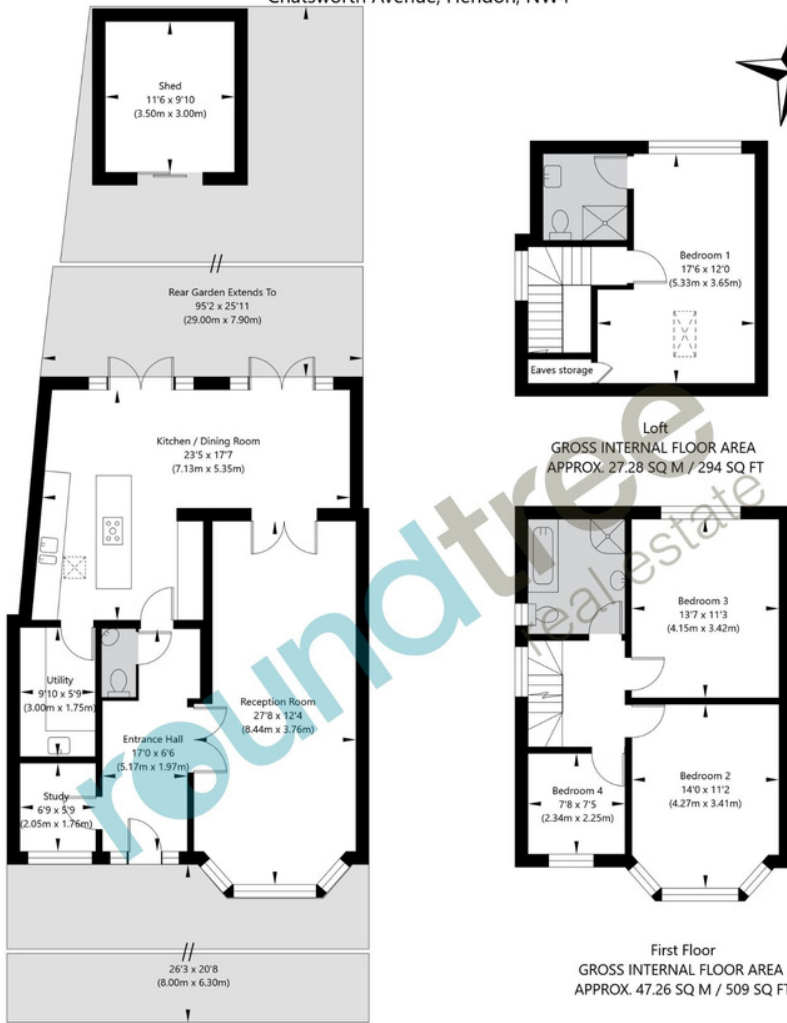 Chatsworth Avenue, Hendon, NW4
Shed
11'6 x 9'10
(3.50m x 3.00m)
Rear Garden Extends To
95'2 x 25'11
(29.00m x 7.90m)
Kitchen / Dining Room
23'5 x 17'7
(7.13m x 5.35m)
Utility
9'10 x 5'9
(3.00m x 1.75m)
Entrance Hall
17'0 x 6'6
(5.17m x 1.97m)
Reception Room
27'8 x 12'4
(8.44m x 3.76m)
Study
6'9 x 5'9
(2.05m x 1.76m)
26'3 x 20'8
(8.00m x 6.30m)
Bedroom 1
17'6 x 12'0
(5.33m x 3.65m)
Eaves storage
Loft
GROSS INTERNAL FLOOR AREA
APPROX. 27.28 SQ M / 294 SQ FT
Bedroom 3
13'7 x 11'3
(4.15m x 3.42m)
Bedroom 4
7'8 x 7'5
(2.34m x 2.25m)
Bedroom 2
14'0 x 11'2
(4.27m x 3.41m)
First Floor
GROSS INTERNAL FLOOR AREA
APPROX. 47.26 SQ M / 509 SQ FT
roundtree
real estate